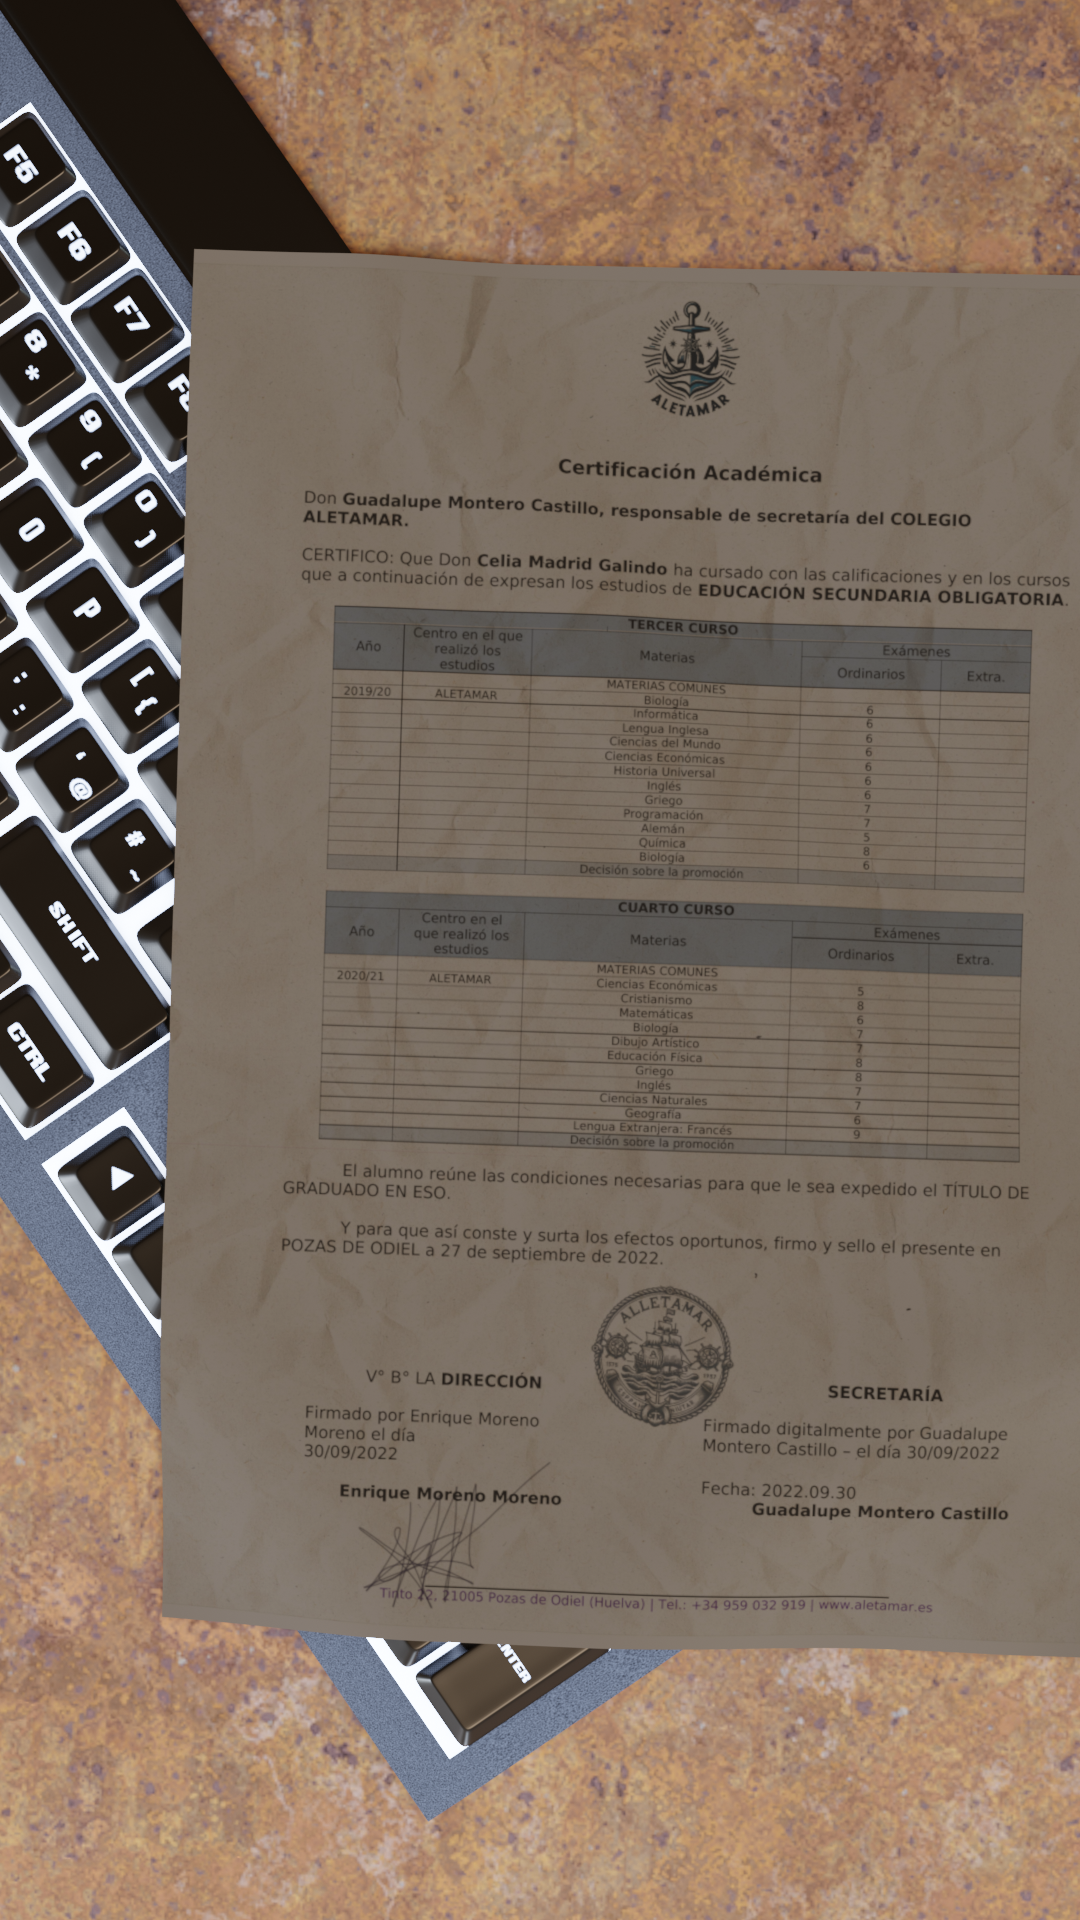 F5
F6
F7
F8
8 *
9 (
0 )
O
P
[ {
; :
' @
# ~
SHIFT
CTRL
ENTER
ALETAMAR
Certificación Académica
Don Guadalupe Montero Castillo, responsable de secretaría del COLEGIO
ALETAMAR.
CERTIFICO: Que Don Celia Madrid Galindo ha cursado con las calificaciones y en los cursos
que a continuación de expresan los estudios de EDUCACIÓN SECUNDARIA OBLIGATORIA.
TERCER CURSO
Año Centro en el que realizó los estudios Materias Exámenes
Ordinarios Extra.
MATERIAS COMUNES
2019/20 ALETAMAR Biología 6
Informática 6
Lengua Inglesa 6
Ciencias del Mundo 6
Ciencias Económicas 6
Historia Universal 6
Inglés 6
Griego 7
Programación 7
Alemán 5
Química 8
Biología 6
Decisión sobre la promoción
CUARTO CURSO
Año Centro en el que realizó los estudios Materias Exámenes
Ordinarios Extra.
MATERIAS COMUNES
2020/21 ALETAMAR Ciencias Económicas 5
Cristianismo 8
Matemáticas 6
Biología 7
Dibujo Artístico 7
Educación Física 8
Griego 8
Inglés 7
Ciencias Naturales 7
Geografía 6
Lengua Extranjera: Francés 9
Decisión sobre la promoción
El alumno reúne las condiciones necesarias para que le sea expedido el TÍTULO DE
GRADUADO EN ESO.
Y para que así conste y surta los efectos oportunos, firmo y sello el presente en
POZAS DE ODIEL a 27 de septiembre de 2022.
ALLETAMAR
V° B° LA DIRECCIÓN
Firmado por Enrique Moreno
Moreno el día
30/09/2022
Enrique Moreno Moreno
SECRETARÍA
Firmado digitalmente por Guadalupe
Montero Castillo – el día 30/09/2022
Fecha: 2022.09.30
Guadalupe Montero Castillo
Tinto 22, 21005 Pozas de Odiel (Huelva) | Tel.: +34 959 032 919 | www.aletamar.es